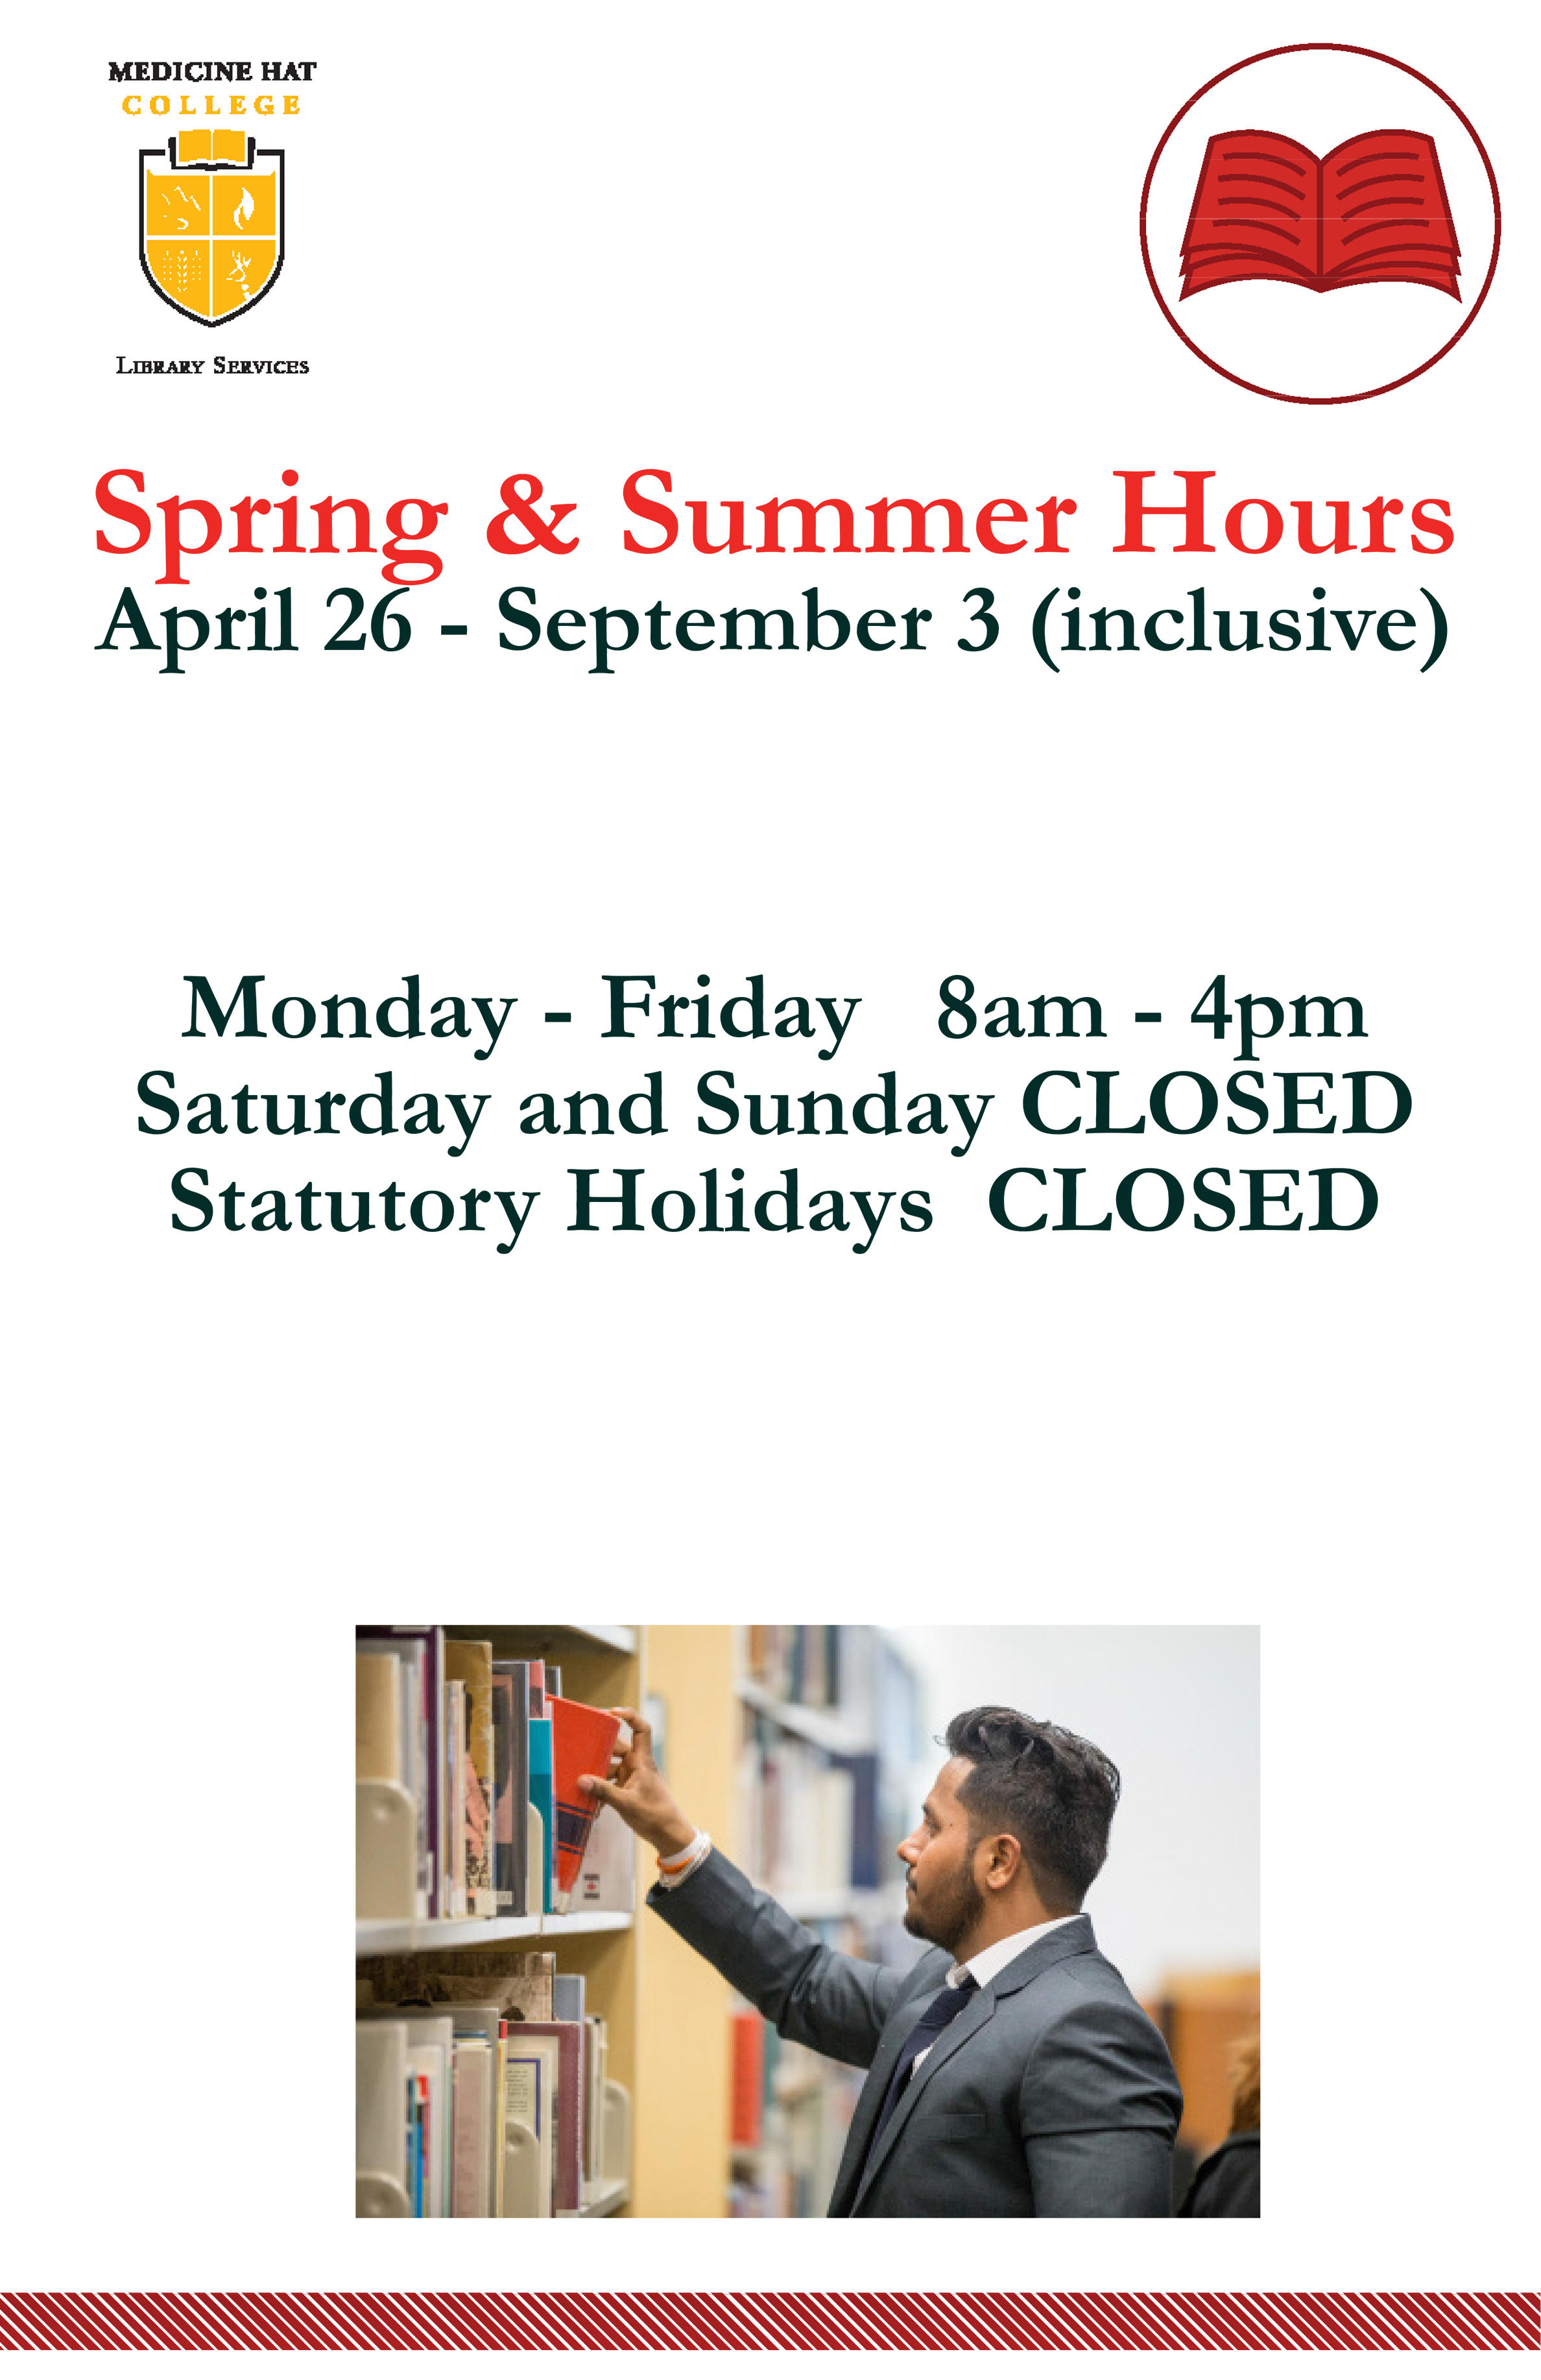 MEDICINE HAT
COLLEGE
LIBRARY SERVICES
Spring & Summer Hours
April 26 - September 3 (inclusive)
Monday - Friday 8am - 4pm
Saturday and Sunday CLOSED
Statutory Holidays CLOSED